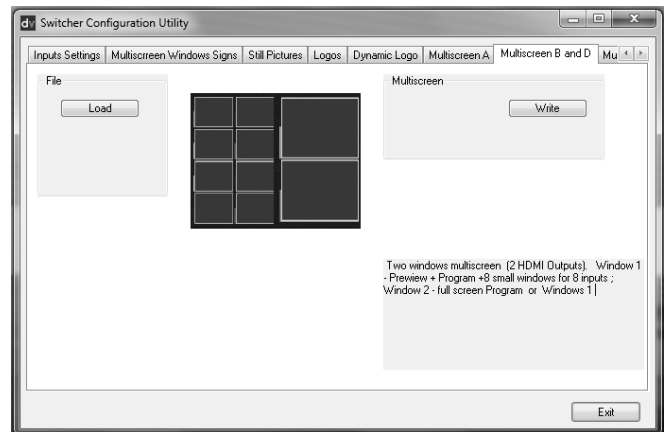 dv Switcher Configuration Utility
Inputs Settings Multiscrreen Windows Signs Still Pictures Logos Dynamic Logo Multiscreen A Multiscreen B and D Mu
File
Load
Multiscreen
Write
Two windows multiscreen (2 HDMI Outputs). Window 1
- Prewiew + Program +8 small windows for 8 inputs ;
Window 2 - full screen Program or Windows 1
Exit